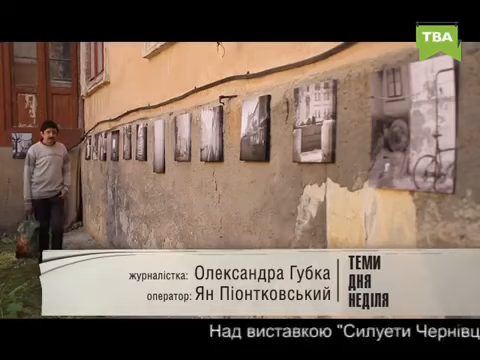 ТВА
журналістка: Олександра Губка
оператор: Ян Піонтковський
ТЕМИ
ДНЯ
НЕДІЛЯ
Над виставкою "Силуети Чернівц